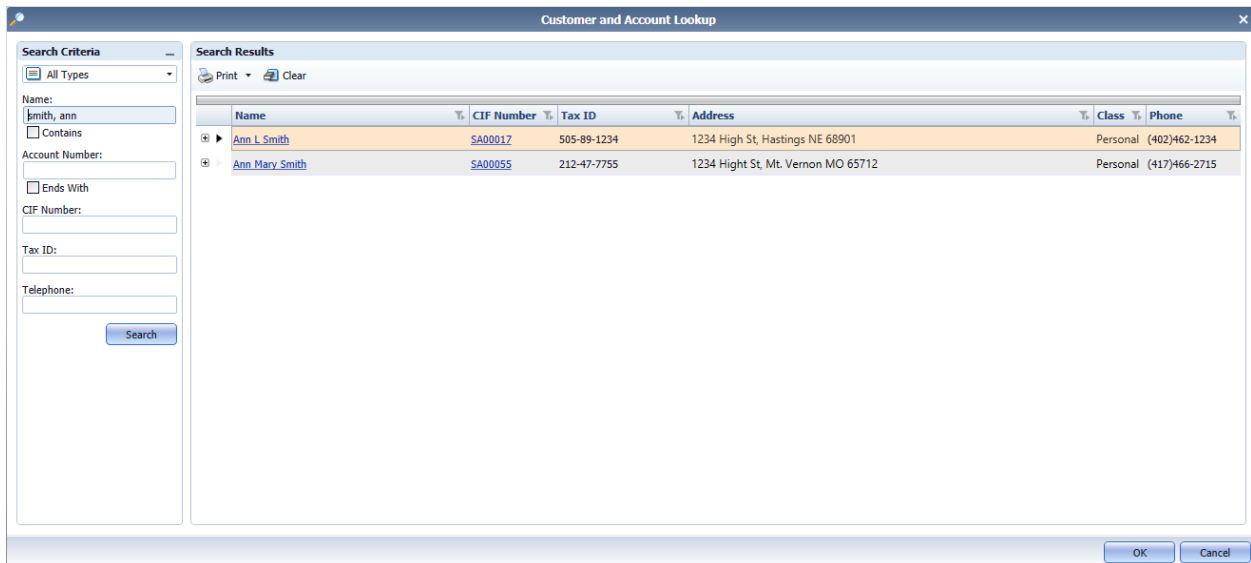 Customer and Account Lookup
Search Criteria
All Types
Name:
smith, ann
Contains
Account Number:
Ends With
CIF Number:
Tax ID:
Telephone:
Search
Search Results
Print Clear
Name CIF Number Tax ID Address Class Phone
Ann L Smith SA00017 505-89-1234 1234 High St, Hastings NE 68901 Personal (402)462-1234
Ann Mary Smith SA00055 212-47-7755 1234 Hight St, Mt. Vernon MO 65712 Personal (417)466-2715
OK Cancel